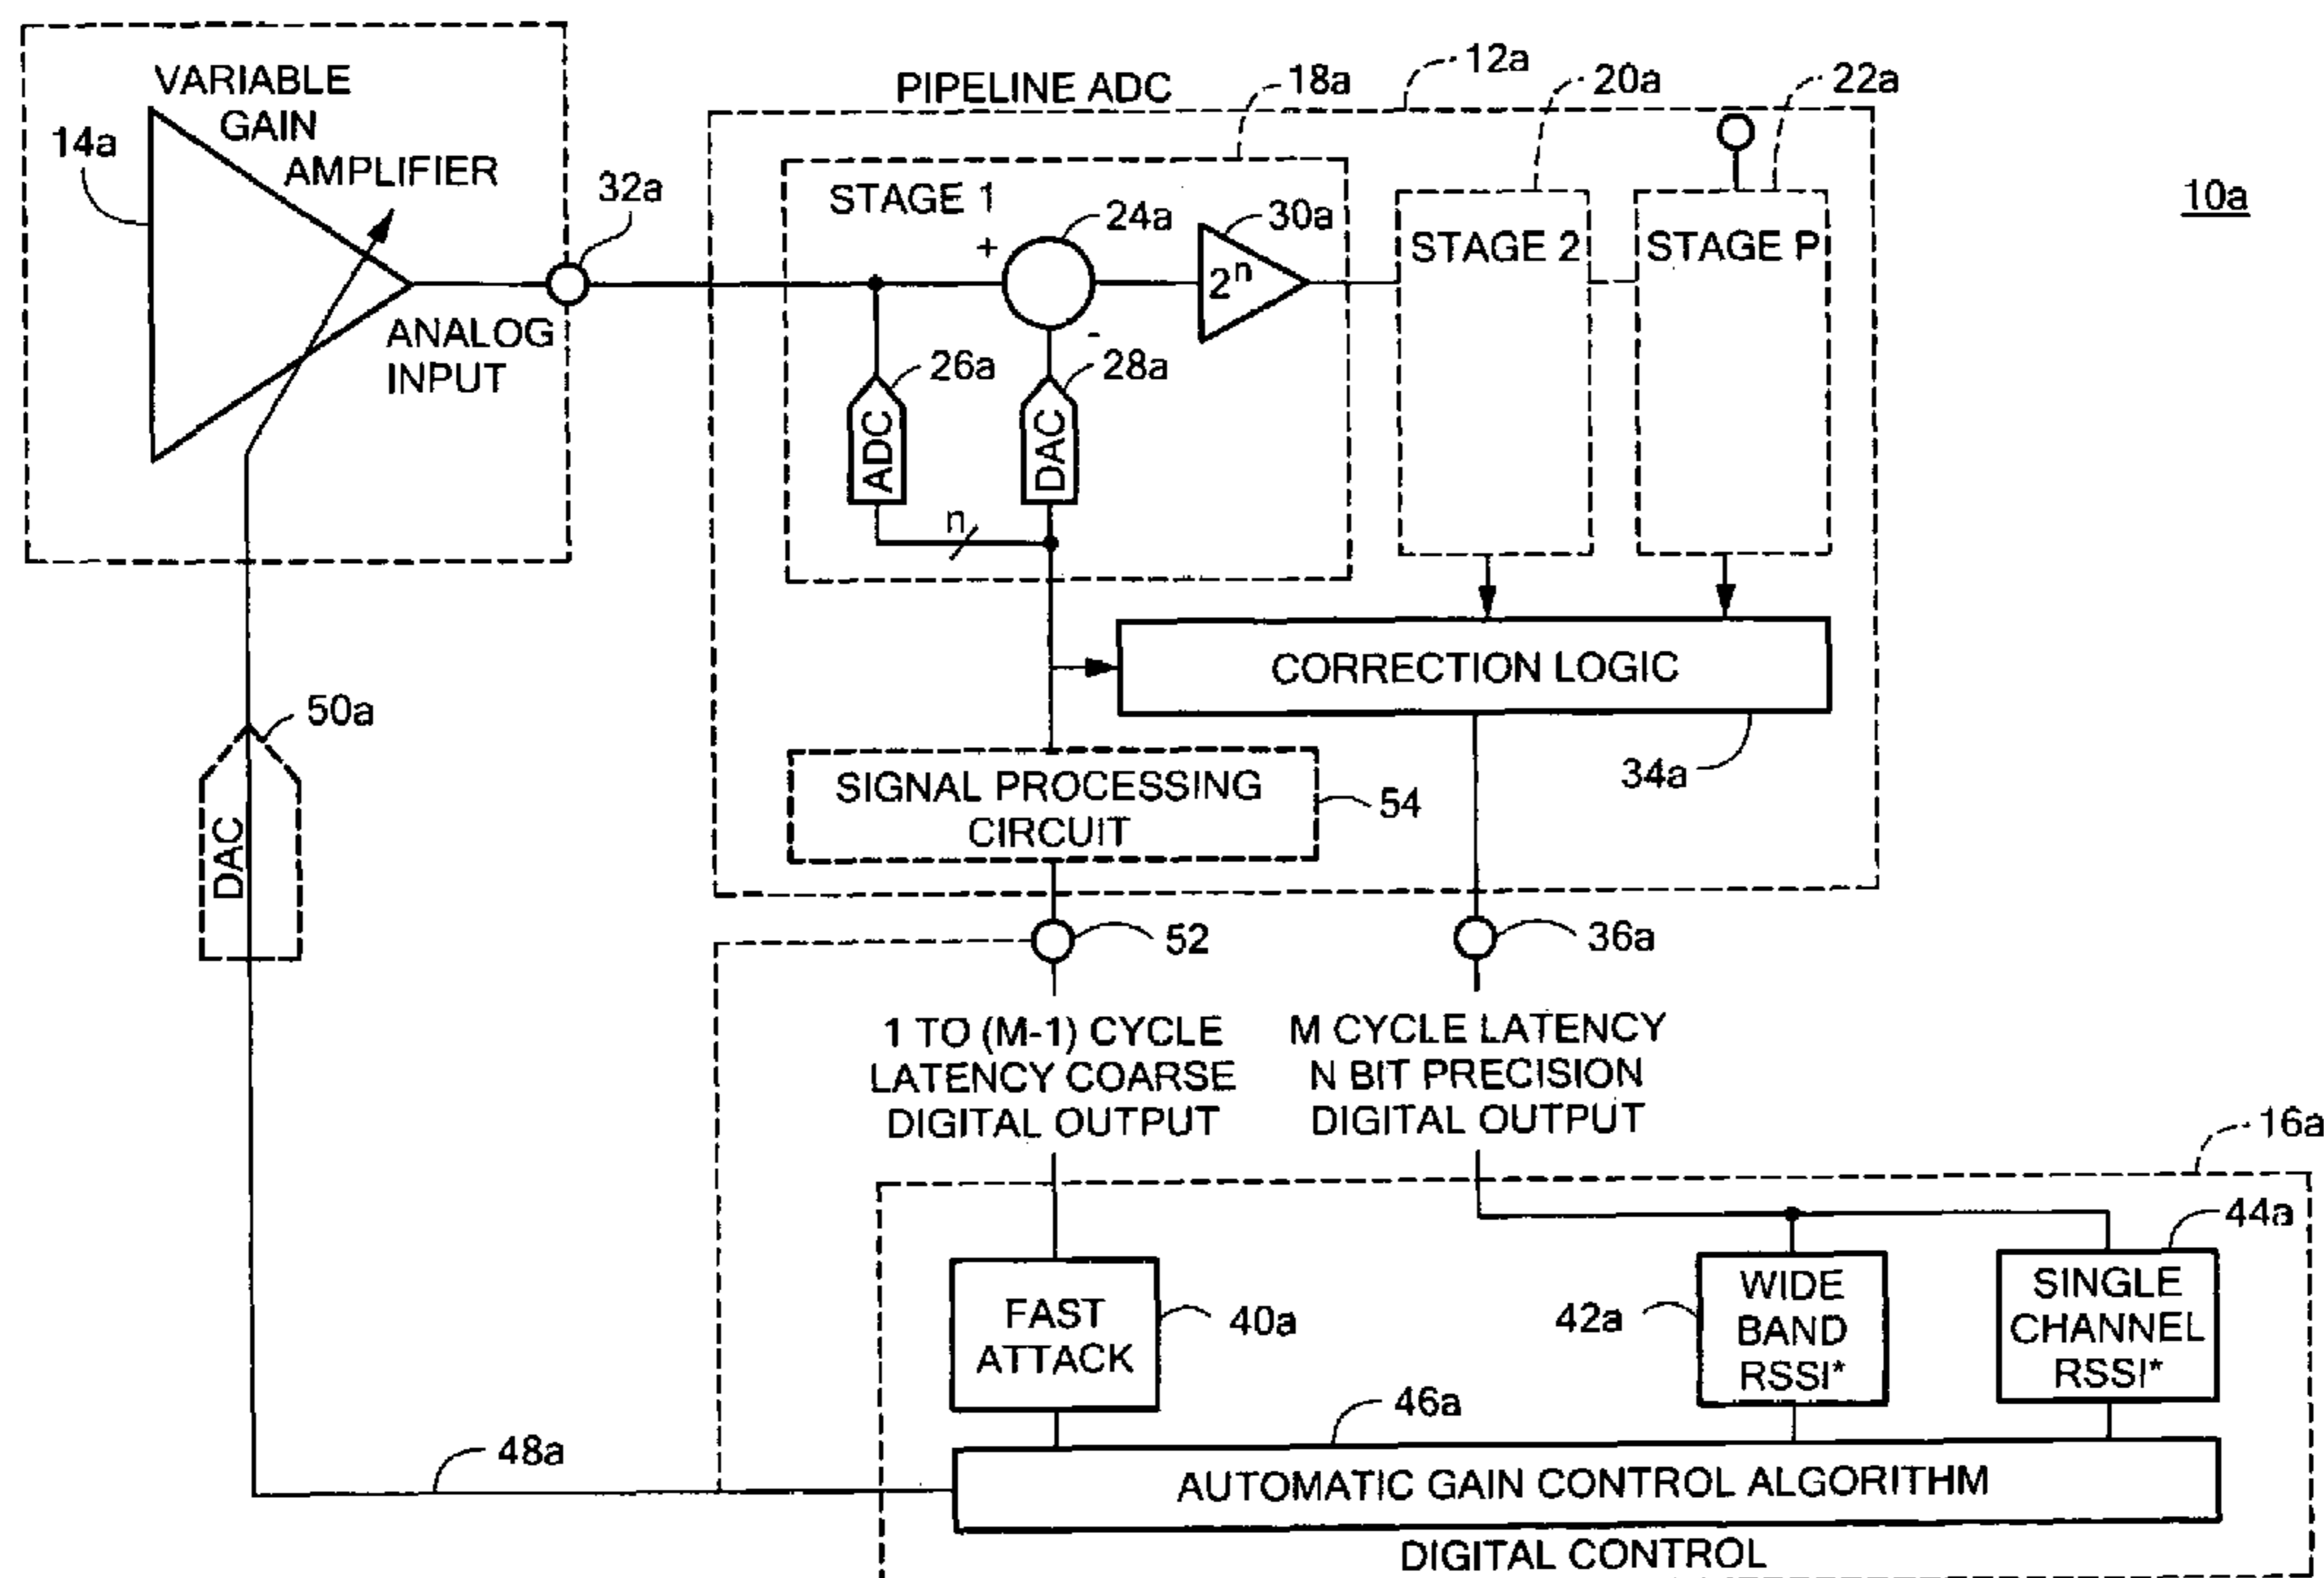 VARIABLE
GAIN
AMPLIFIER
14a
32a
ANALOG
INPUT
PIPELINE ADC
12a
18a
20a
22a
10a
STAGE 1
+
24a
30a
2ⁿ
STAGE 2
STAGE P
-
26a
28a
ADC
DAC
n
CORRECTION LOGIC
34a
50a
DAC
SIGNAL PROCESSING
CIRCUIT
54
52
36a
1 TO (M-1) CYCLE
LATENCY COARSE
DIGITAL OUTPUT
M CYCLE LATENCY
N BIT PRECISION
DIGITAL OUTPUT
16a
44a
FAST
ATTACK
40a
42a
WIDE
BAND
RSSI*
SINGLE
CHANNEL
RSSI*
46a
48a
AUTOMATIC GAIN CONTROL ALGORITHM
DIGITAL CONTROL